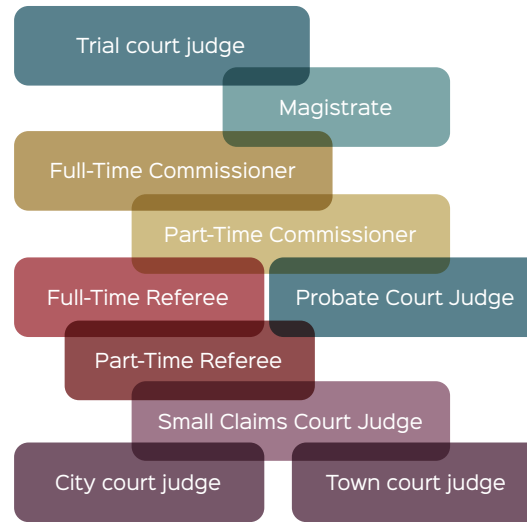 Trial court judge
Magistrate
Full-Time Commissioner
Part-Time Commissioner
Full-Time Referee
Probate Court Judge
Part-Time Referee
Small Claims Court Judge
City court judge
Town court judge